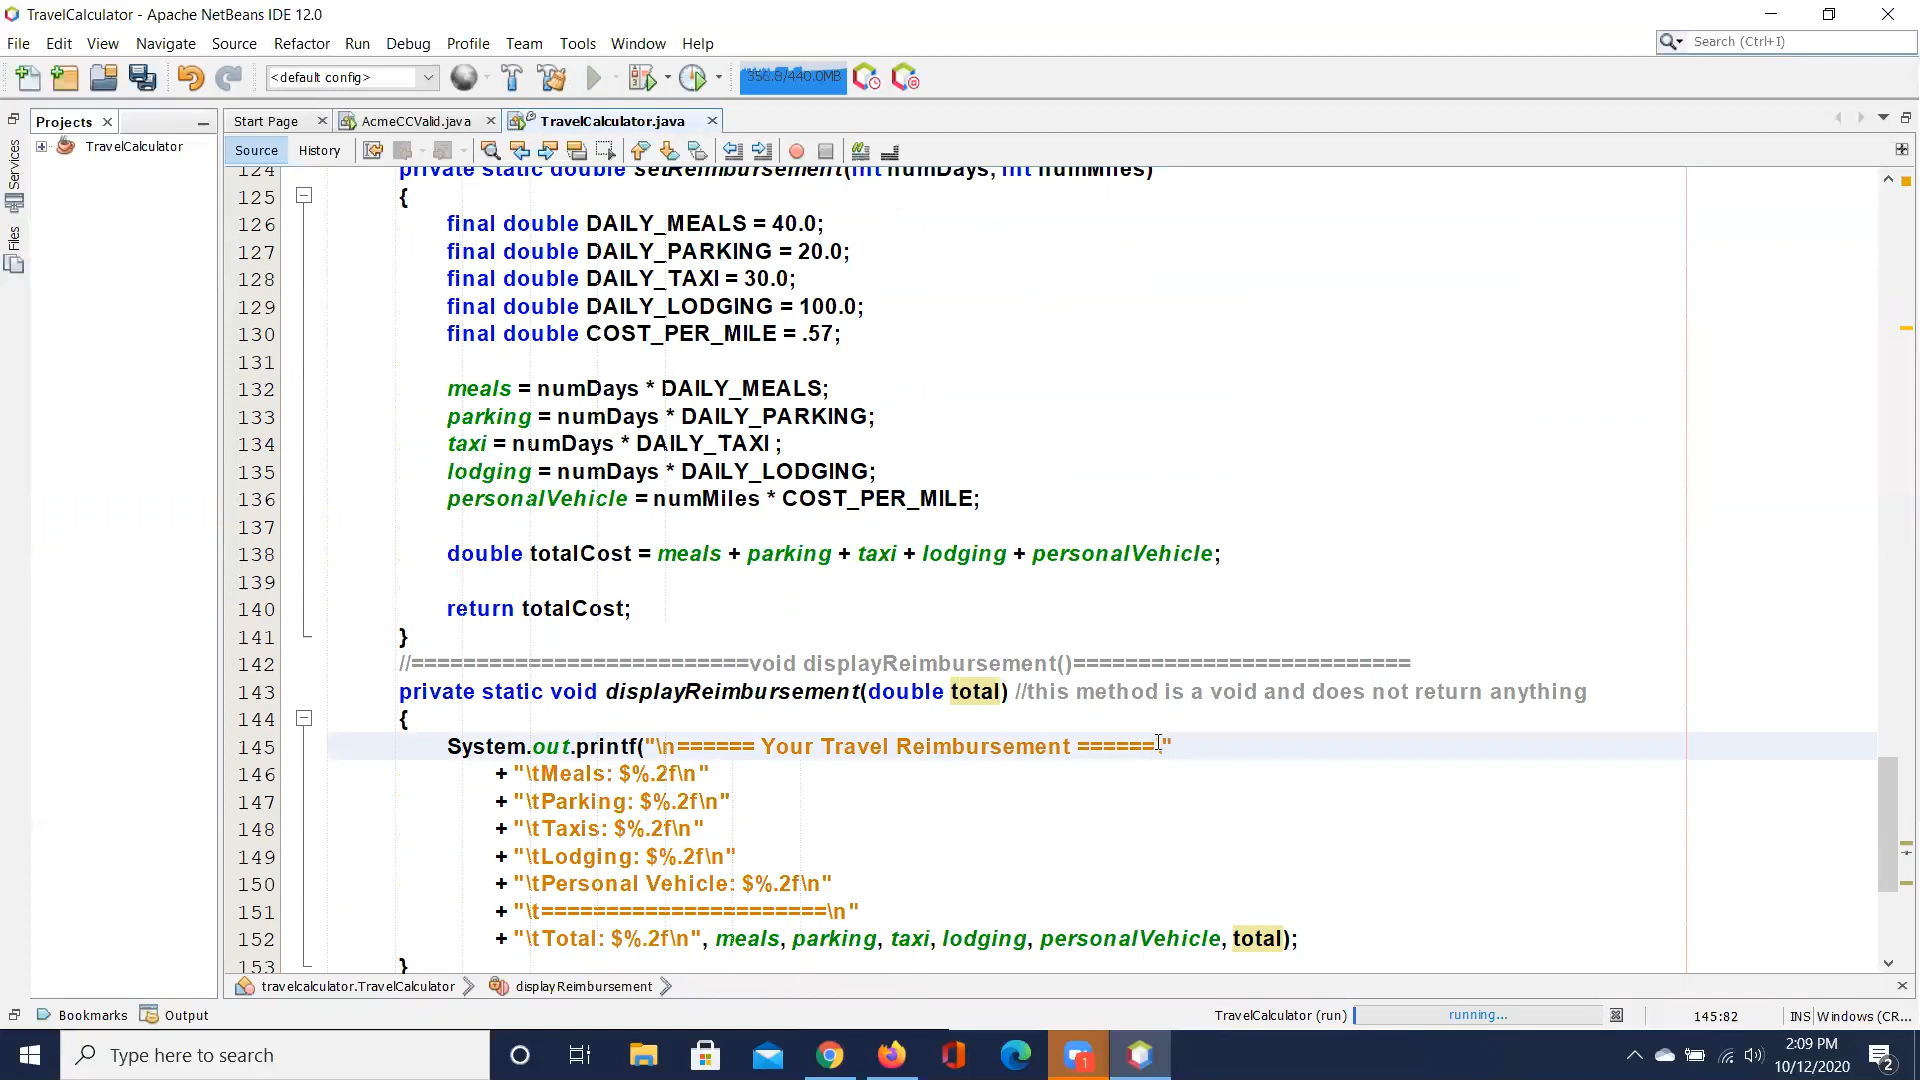 TravelCalculator - Apache NetBeans IDE 12.0
File Edit View Navigate Source Refactor Run Debug Profile Team Tools Window Help
Search (Ctrl+I)
<default config>
358.8/440.0MB
Projects
Start Page
AcmeCCValid.java
TravelCalculator.java
TravelCalculator
Source
History
Services
Files
124 private static double setReimbursement(int numDays, int numMiles)
125 {
126 final double DAILY_MEALS = 40.0;
127 final double DAILY_PARKING = 20.0;
128 final double DAILY_TAXI = 30.0;
129 final double DAILY_LODGING = 100.0;
130 final double COST_PER_MILE = .57;
131
132 meals = numDays * DAILY_MEALS;
133 parking = numDays * DAILY_PARKING;
134 taxi = numDays * DAILY_TAXI ;
135 lodging = numDays * DAILY_LODGING;
136 personalVehicle = numMiles * COST_PER_MILE;
137
138 double totalCost = meals + parking + taxi + lodging + personalVehicle;
139
140 return totalCost;
141 }
142 //==========================void displayReimbursement()========================
143 private static void displayReimbursement(double total) //this method is a void and does not return anything
144 {
145 System.out.printf("\n====== Your Travel Reimbursement ======\"
146 + "\tMeals: $%.2f\n"
147 + "\tParking: $%.2f\n"
148 + "\tTaxis: $%.2f\n"
149 + "\tLodging: $%.2f\n"
150 + "\tPersonal Vehicle: $%.2f\n"
151 + "\t======================\n"
152 + "\tTotal: $%.2f\n", meals, parking, taxi, lodging, personalVehicle, total);
153 }
travelcalculator.TravelCalculator
displayReimbursement
Bookmarks
Output
TravelCalculator (run)
running...
145:82
INS
Windows (CR...
Type here to search
1
2:09 PM
10/12/2020
2